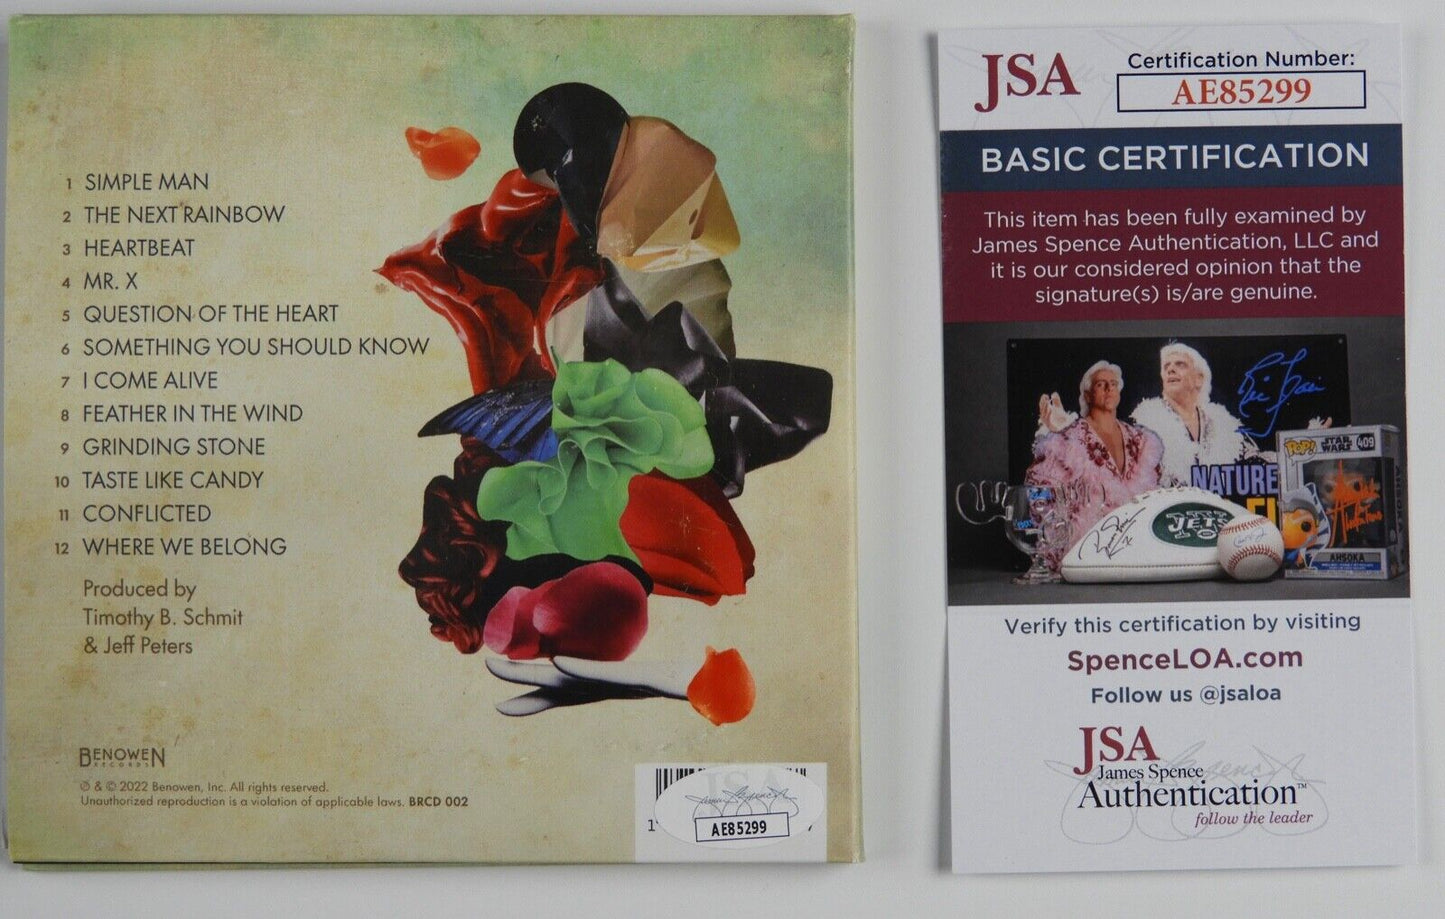 1 SIMPLE MAN
2 THE NEXT RAINBOW
3 HEARTBEAT
4 MR. X
5 QUESTION OF THE HEART
6 SOMETHING YOU SHOULD KNOW
7 I COME ALIVE
8 FEATHER IN THE WIND
9 GRINDING STONE
10 TASTE LIKE CANDY
11 CONFLICTED
12 WHERE WE BELONG
Produced by
Timothy B. Schmit
& Jeff Peters
BENOWEN
RECORDS
℗ & © 2022 Benowen, Inc. All rights reserved.
Unauthorized reproduction is a violation of applicable laws. BRCD 002
JSA
AE85299
JSA
Certification Number:
AE85299
BASIC CERTIFICATION
This item has been fully examined by
James Spence Authentication, LLC and
it is our considered opinion that the
signature(s) is/are genuine.
NATURE
POP!
STAR WARS
409
JETS
AHSOKA
Verify this certification by visiting
SpenceLOA.com
Follow us @jsaloa
JSA
James Spence
Authentication™
follow the leader